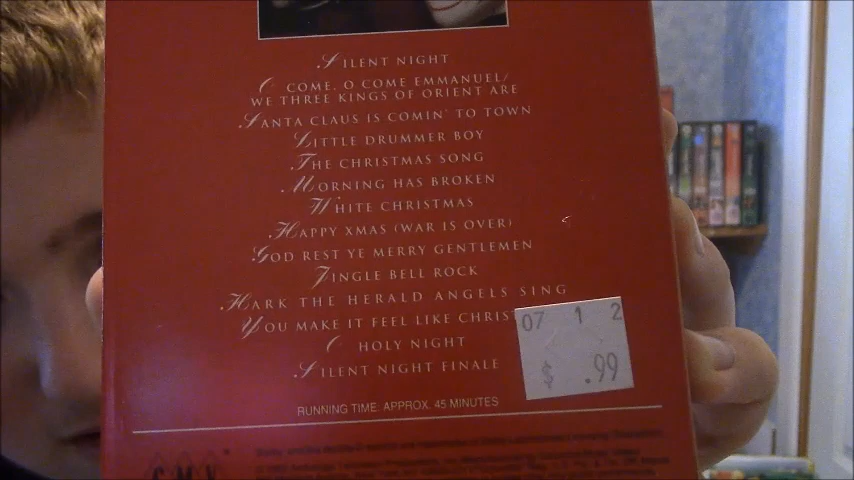 SILENT NIGHT
O COME, O COME EMMANUEL/
WE THREE KINGS OF ORIENT ARE
SANTA CLAUS IS COMIN' TO TOWN
LITTLE DRUMMER BOY
THE CHRISTMAS SONG
MORNING HAS BROKEN
WHITE CHRISTMAS
HAPPY XMAS (WAR IS OVER)
GOD REST YE MERRY GENTLEMEN
JINGLE BELL ROCK
HARK THE HERALD ANGELS SING
YOU MAKE IT FEEL LIKE CHRIST
O HOLY NIGHT
SILENT NIGHT FINALE
07 1 2
$ .99
RUNNING TIME: APPROX. 45 MINUTES